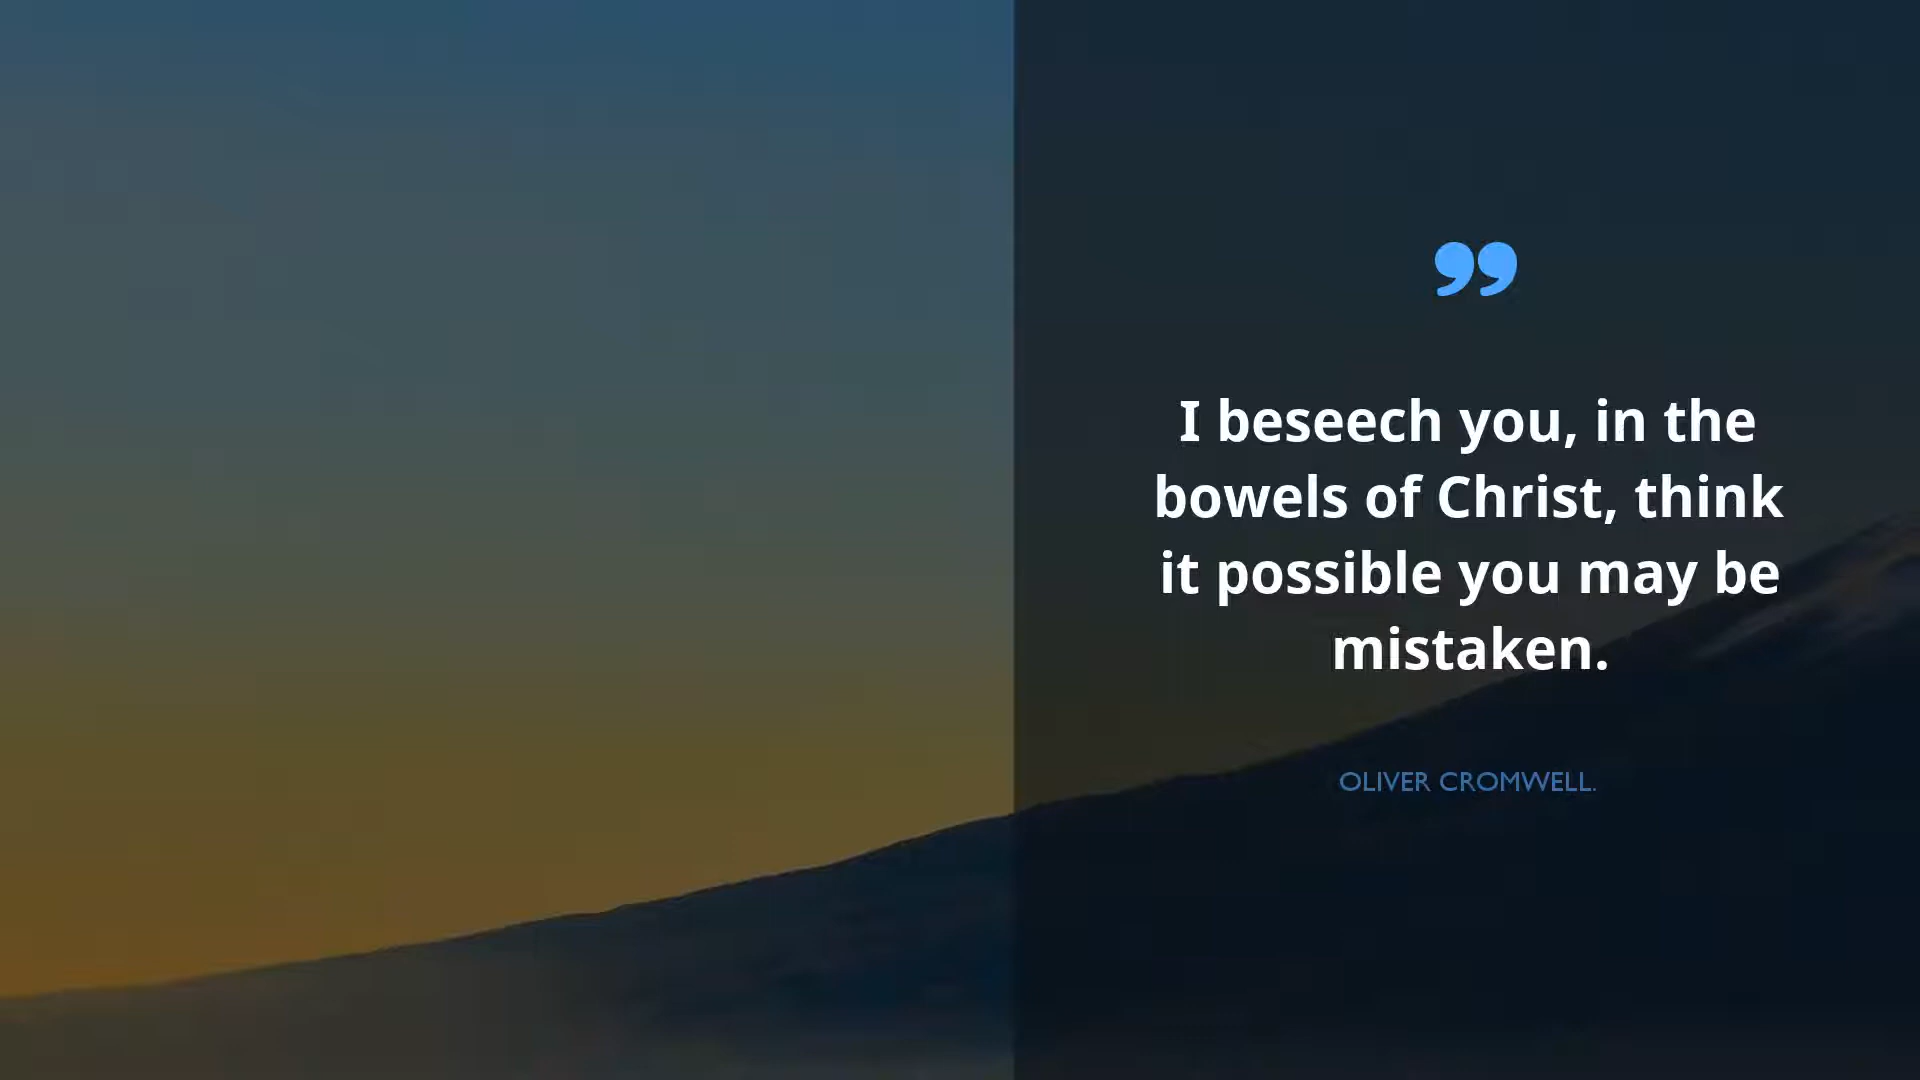 ”
I beseech you, in the
bowels of Christ, think
it possible you may be
mistaken.
OLIVER CROMWELL.